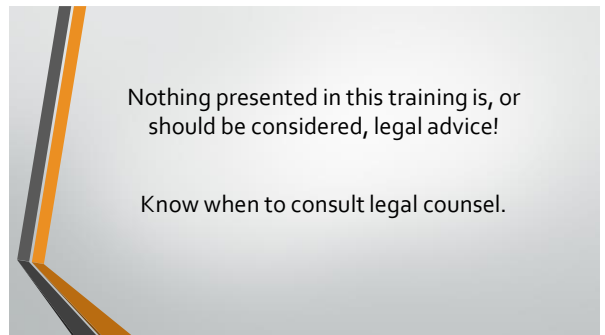 Nothing presented in this training is, or
should be considered, legal advice!
Know when to consult legal counsel.